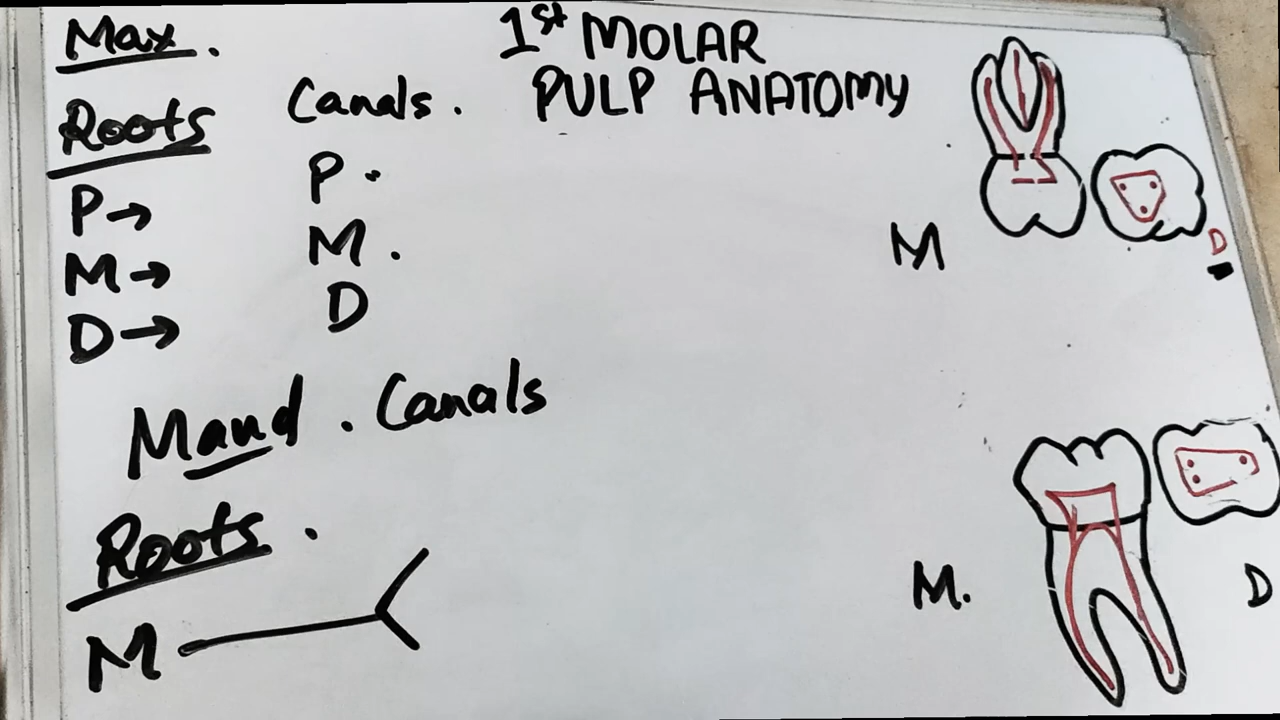 Max.
1st MOLAR
PULP ANATOMY
Roots Canals.
P→ P.
M→ M.
D→ D
M D
Mand. Canals
Roots.
M
M. D